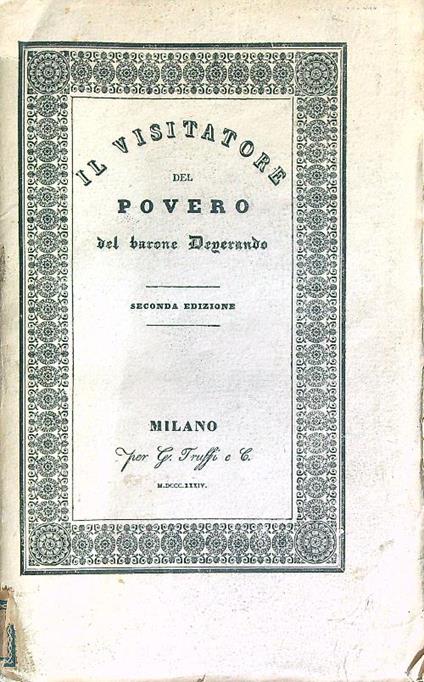 IL VISITATORE
DEL
POVERO
del barone Degerando
SECONDA EDIZIONE
MILANO
per G. Truffi e C.
M.DCCC.XXXIV.